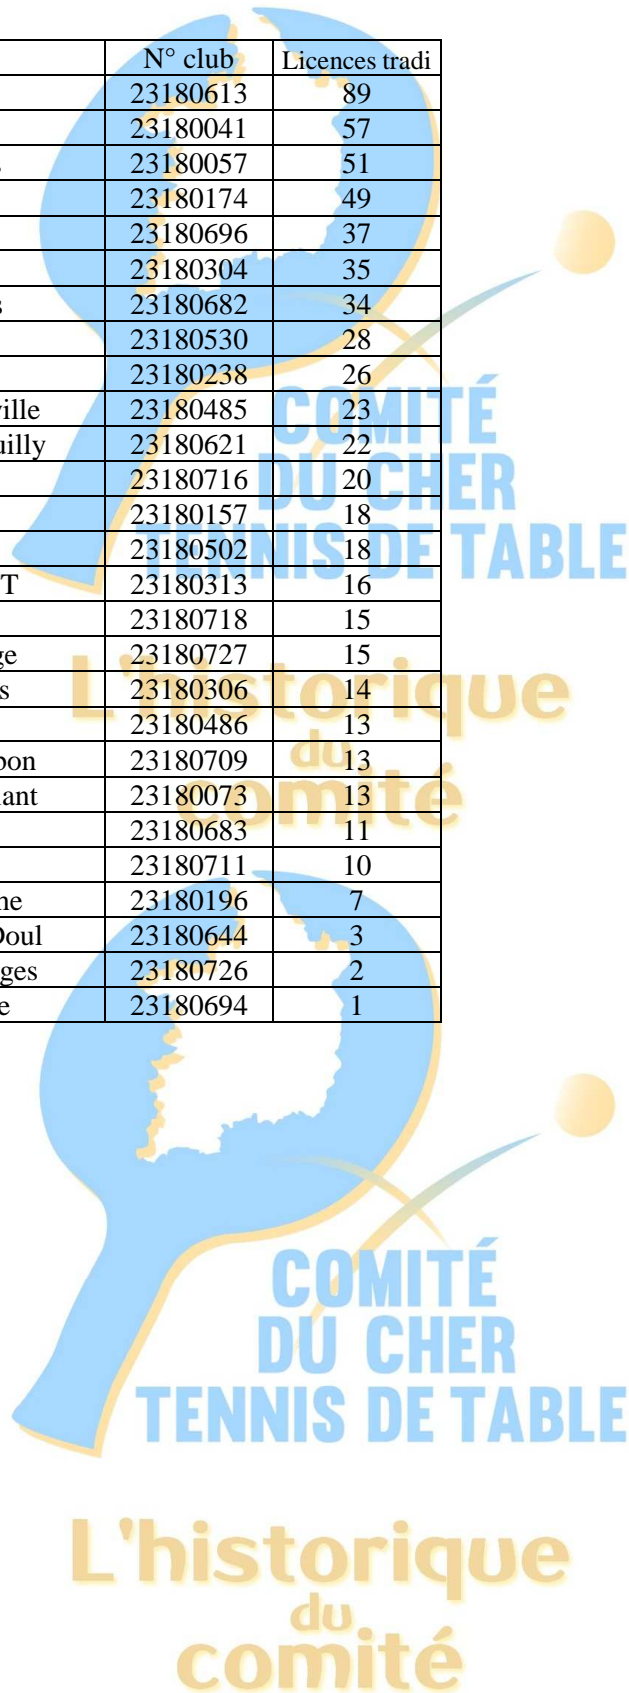 N° club Licences tradi
23180613 89
23180041 57
s 23180057 51
23180174 49
23180696 37
23180304 35
s 23180682 34
23180530 28
23180238 26
ville 23180485 23
uilly 23180621 22
23180716 20
23180157 18
23180502 18
T 23180313 16
23180718 15
ge 23180727 15
s 23180306 14
23180486 13
bon 23180709 13
lant 23180073 13
23180683 11
23180711 10
ne 23180196 7
Doul 23180644 3
ges 23180726 2
e 23180694 1
COMITÉ
DU CHER
TENNIS DE TABLE
L'historique
du
comité
COMITÉ
DU CHER
TENNIS DE TABLE
L'historique
du
comité